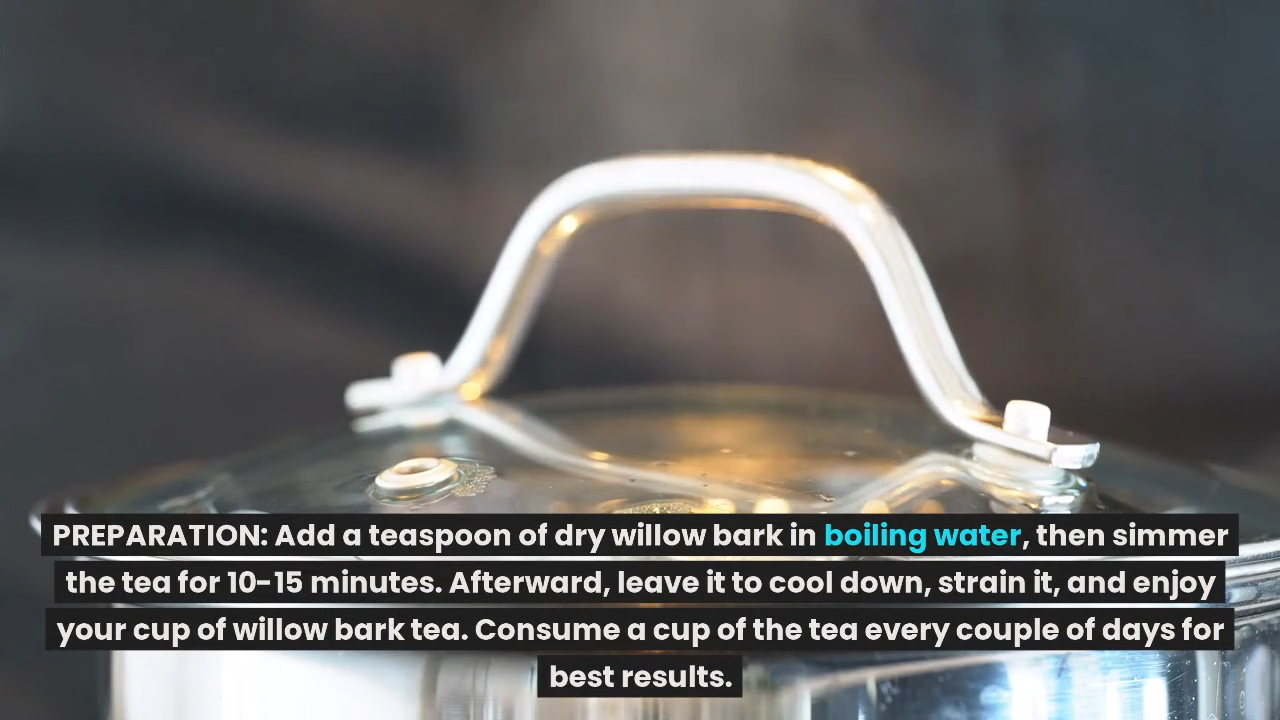 PREPARATION: Add a teaspoon of dry willow bark in boiling water, then simmer
the tea for 10-15 minutes. Afterward, leave it to cool down, strain it, and enjoy
your cup of willow bark tea. Consume a cup of the tea every couple of days for
best results.